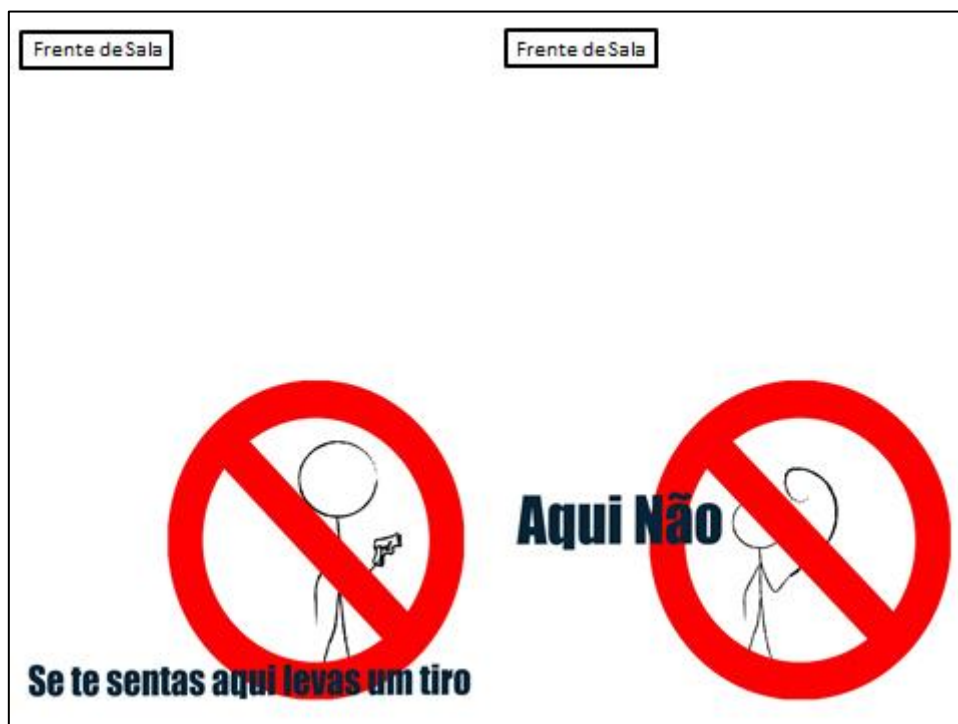 Frente de Sala
Frente de Sala
Aqui Não
Se te sentas aqui levas um tiro